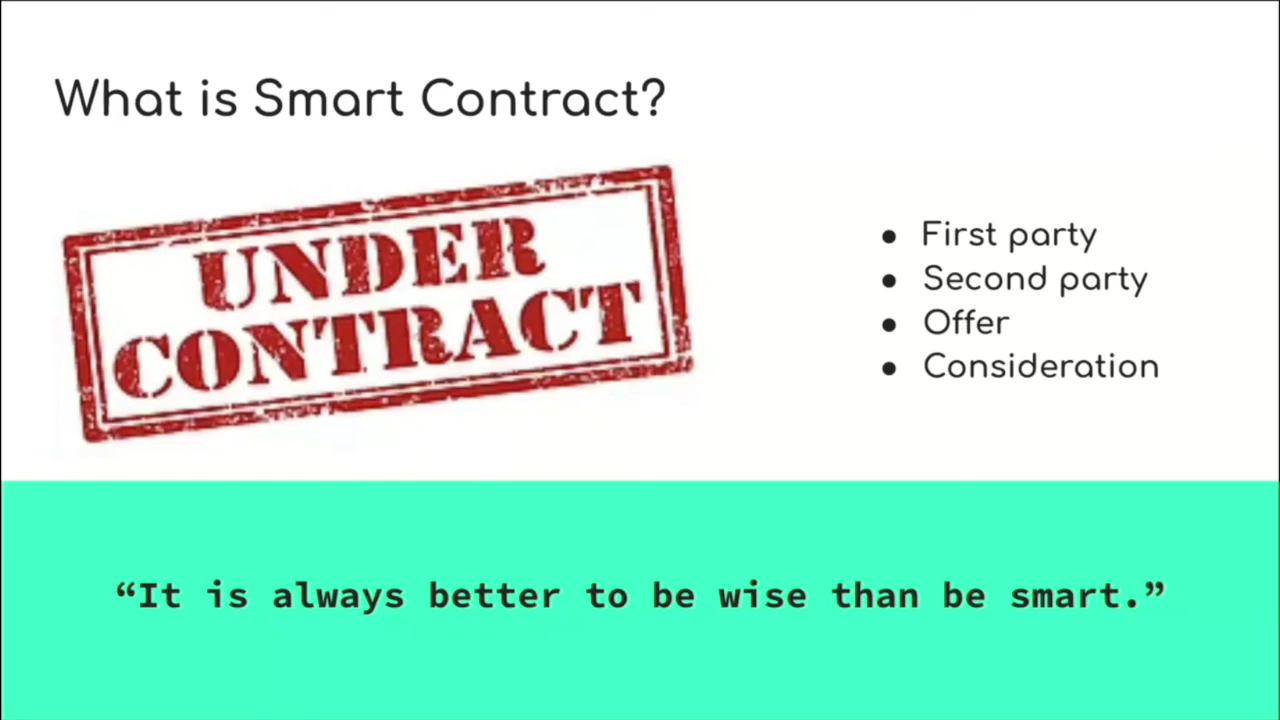 What is Smart Contract?
UNDER
CONTRACT
● First party
● Second party
● Offer
● Consideration
“It is always better to be wise than be smart.”